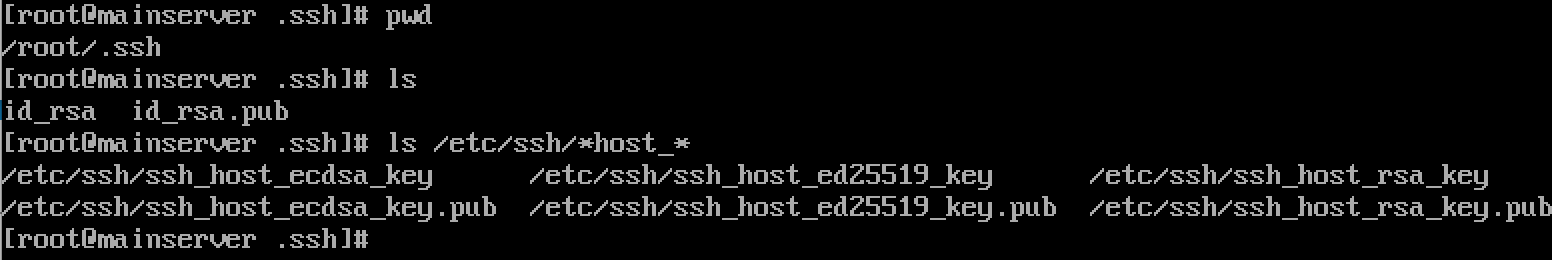 [root@mainserver .ssh]# pwd
/root/.ssh
[root@mainserver .ssh]# ls
id_rsa  id_rsa.pub
[root@mainserver .ssh]# ls /etc/ssh/*host_*
/etc/ssh/ssh_host_ecdsa_key      /etc/ssh/ssh_host_ed25519_key      /etc/ssh/ssh_host_rsa_key
/etc/ssh/ssh_host_ecdsa_key.pub  /etc/ssh/ssh_host_ed25519_key.pub  /etc/ssh/ssh_host_rsa_key.pub
[root@mainserver .ssh]#